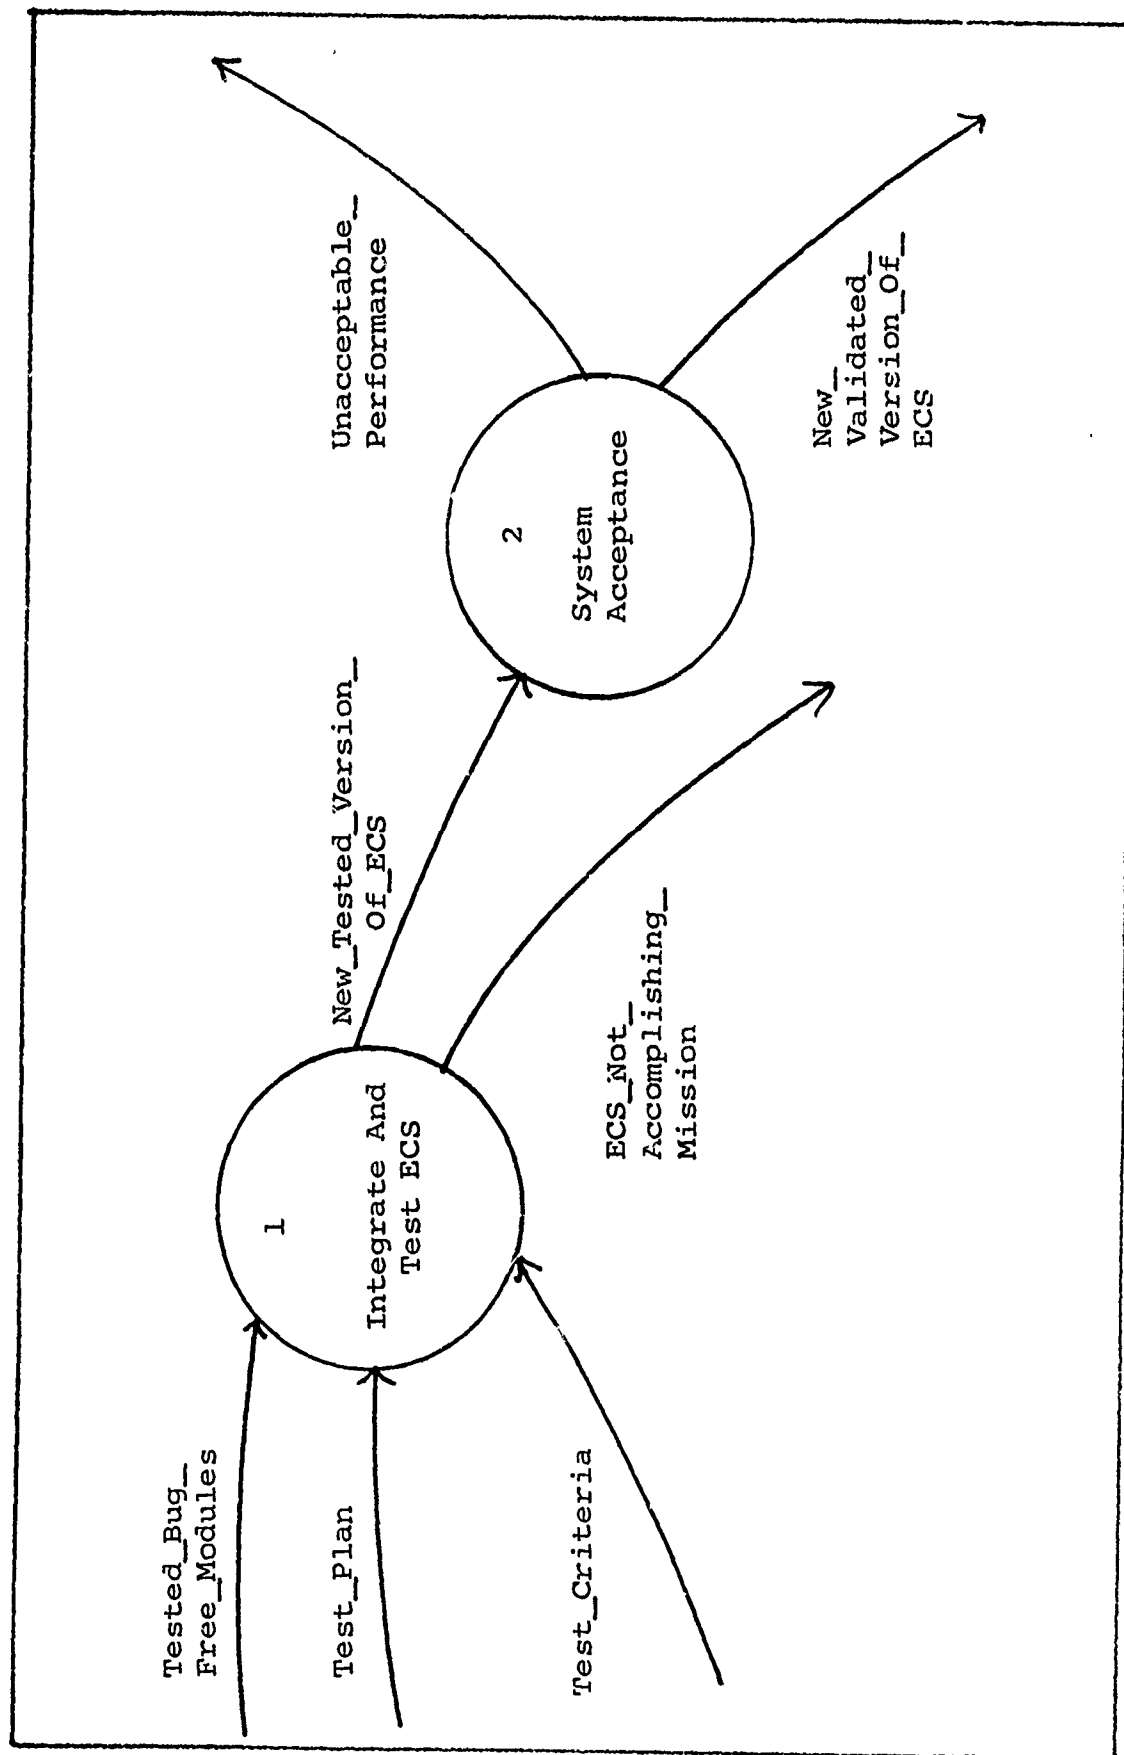 Tested_Bug_
Free_Modules
Test_Plan
Test_Criteria
1
Integrate And
Test ECS
New_Tested_Version_
Of_ECS
ECS_Not_
Accomplishing_
Mission
2
System
Acceptance
Unacceptable_
Performance
New_
Validated_
Version_Of_
ECS